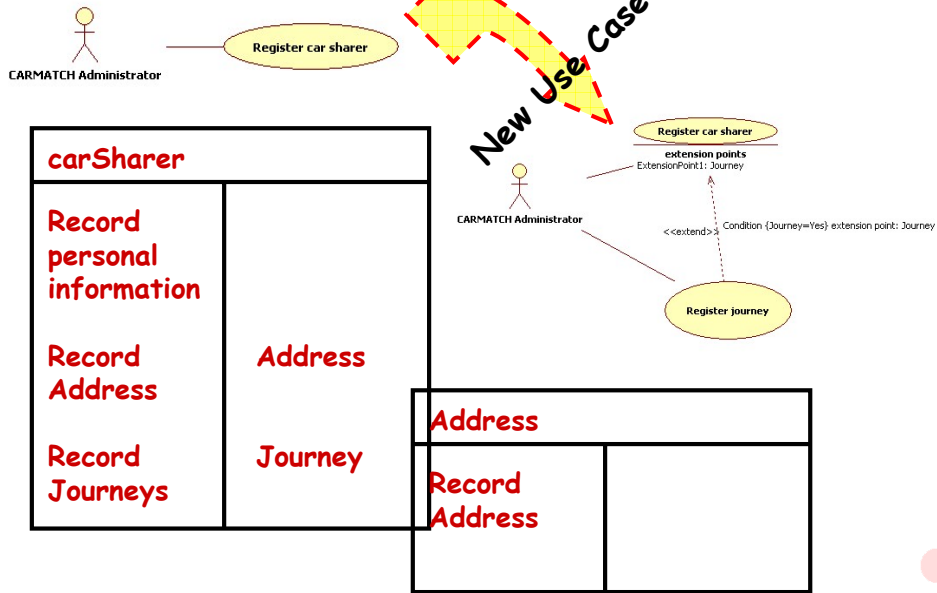 Register car sharer
CARMATCH Administrator
New Use Case
Register car sharer
extension points
ExtensionPoint1: Journey
CARMATCH Administrator
<<extend>>
Condition {Journey=Yes} extension point: Journey
Register journey
carSharer
Record
personal
information
Record
Address
Address
Record
Journeys
Journey
Address
Record
Address